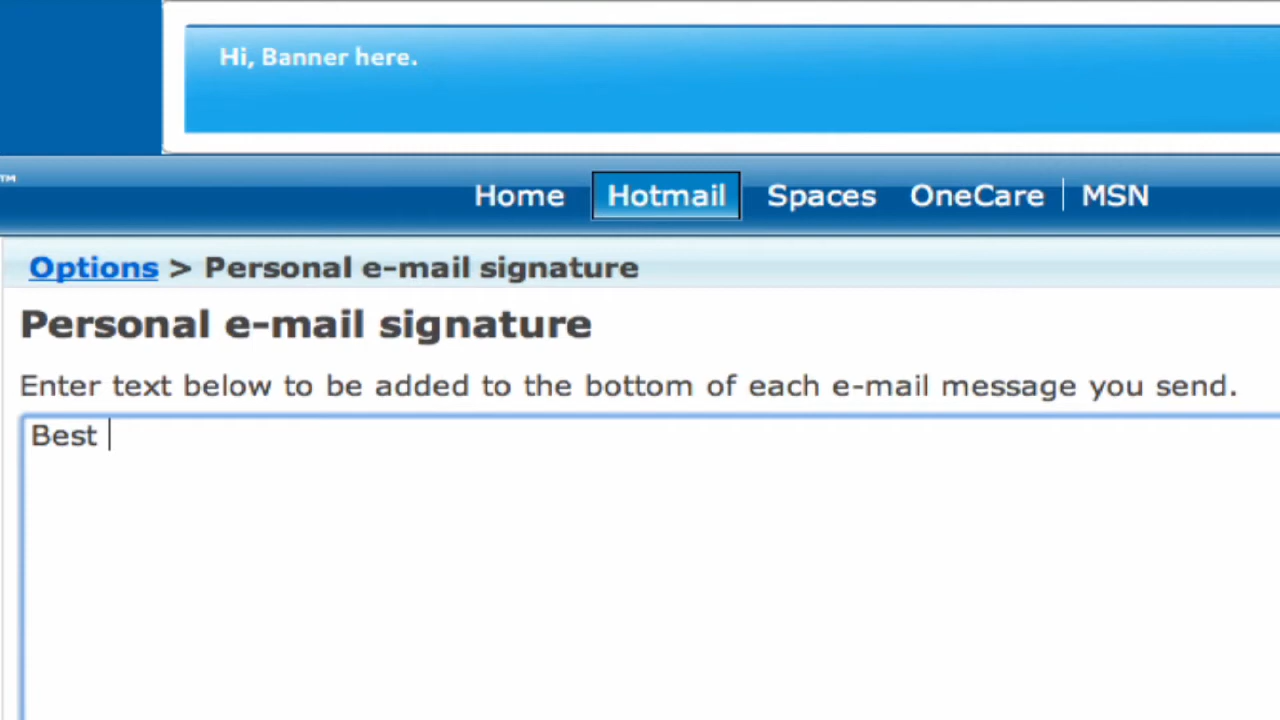 Hi, Banner here.
™
Home Hotmail Spaces OneCare MSN
Options > Personal e-mail signature
Personal e-mail signature
Enter text below to be added to the bottom of each e-mail message you send.
Best